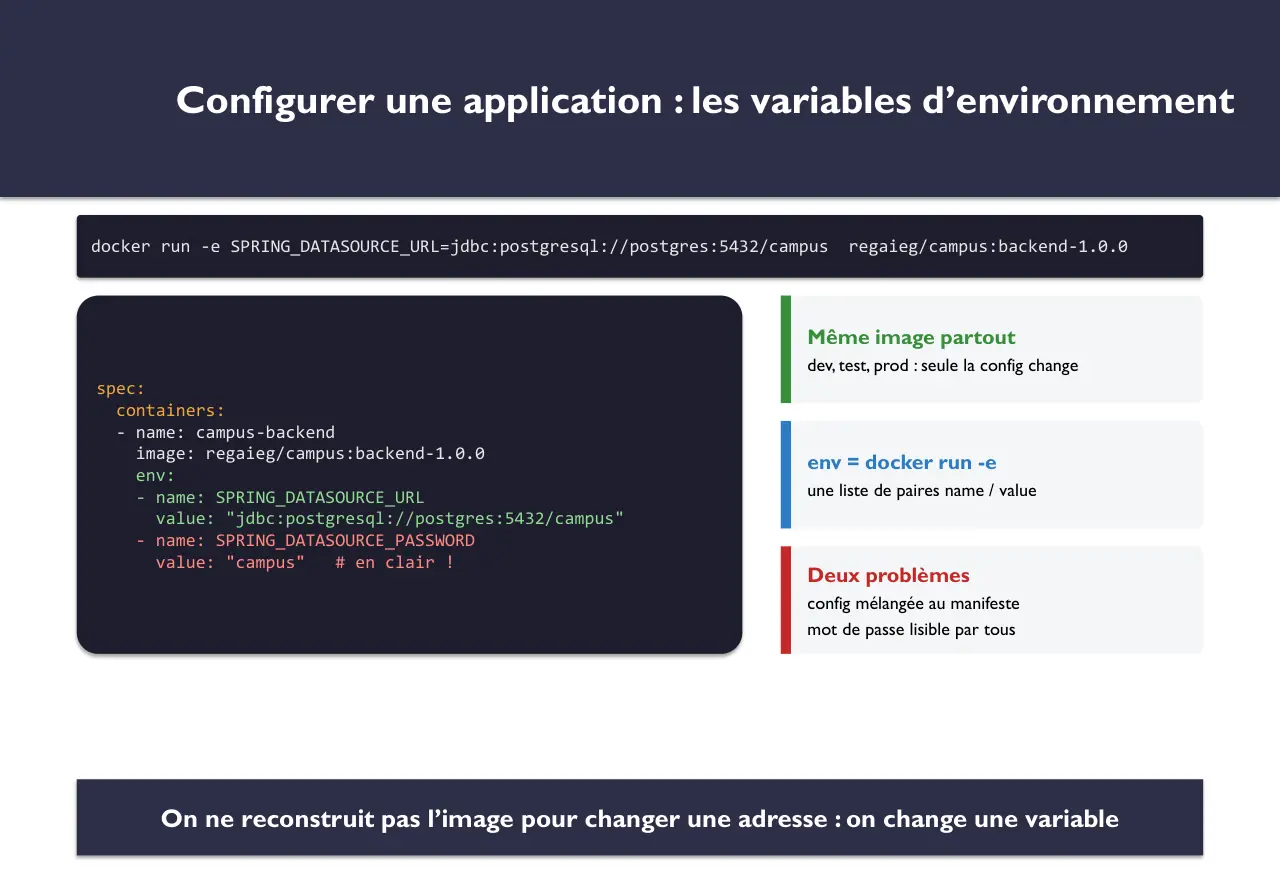 Configurer une application : les variables d’environnement
docker run -e SPRING_DATASOURCE_URL=jdbc:postgresql://postgres:5432/campus  regaieg/campus:backend-1.0.0
spec:
  containers:
  - name: campus-backend
    image: regaieg/campus:backend-1.0.0
    env:
    - name: SPRING_DATASOURCE_URL
      value: "jdbc:postgresql://postgres:5432/campus"
    - name: SPRING_DATASOURCE_PASSWORD
      value: "campus"   # en clair !
Même image partout
dev, test, prod : seule la config change
env = docker run -e
une liste de paires name / value
Deux problèmes
config mélangée au manifeste
mot de passe lisible par tous
On ne reconstruit pas l’image pour changer une adresse : on change une variable